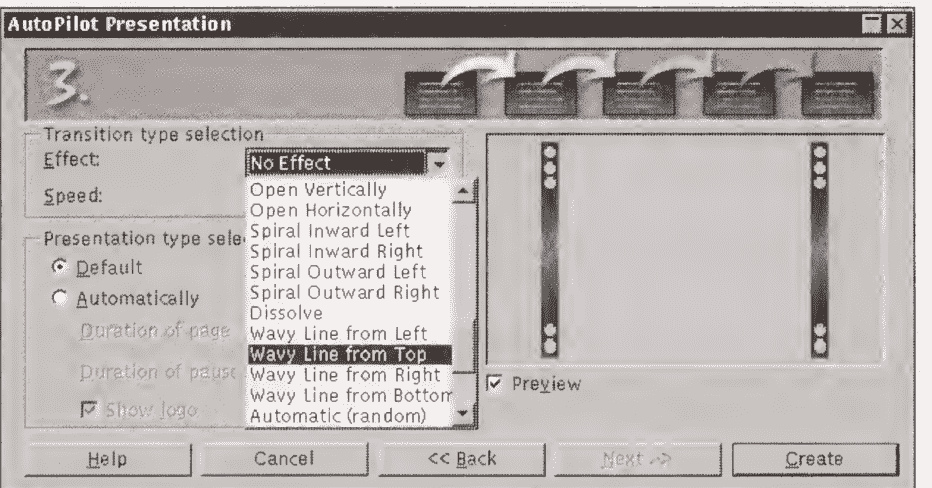 AutoPilot Presentation
3.
Transition type selection
Effect:
No Effect
Speed:
Open Vertically
Open Horizontally
Spiral Inward Left
Spiral Inward Right
Spiral Outward Left
Spiral Outward Right
Dissolve
Wavy Line from Left
Wavy Line from Top
Wavy Line from Right
Wavy Line from Bottom
Automatic (random)
Presentation type sele
Default
Automatically
Duration of page
Duration of pause
Show logo
Preview
Help
Cancel
<< Back
Next >>
Create